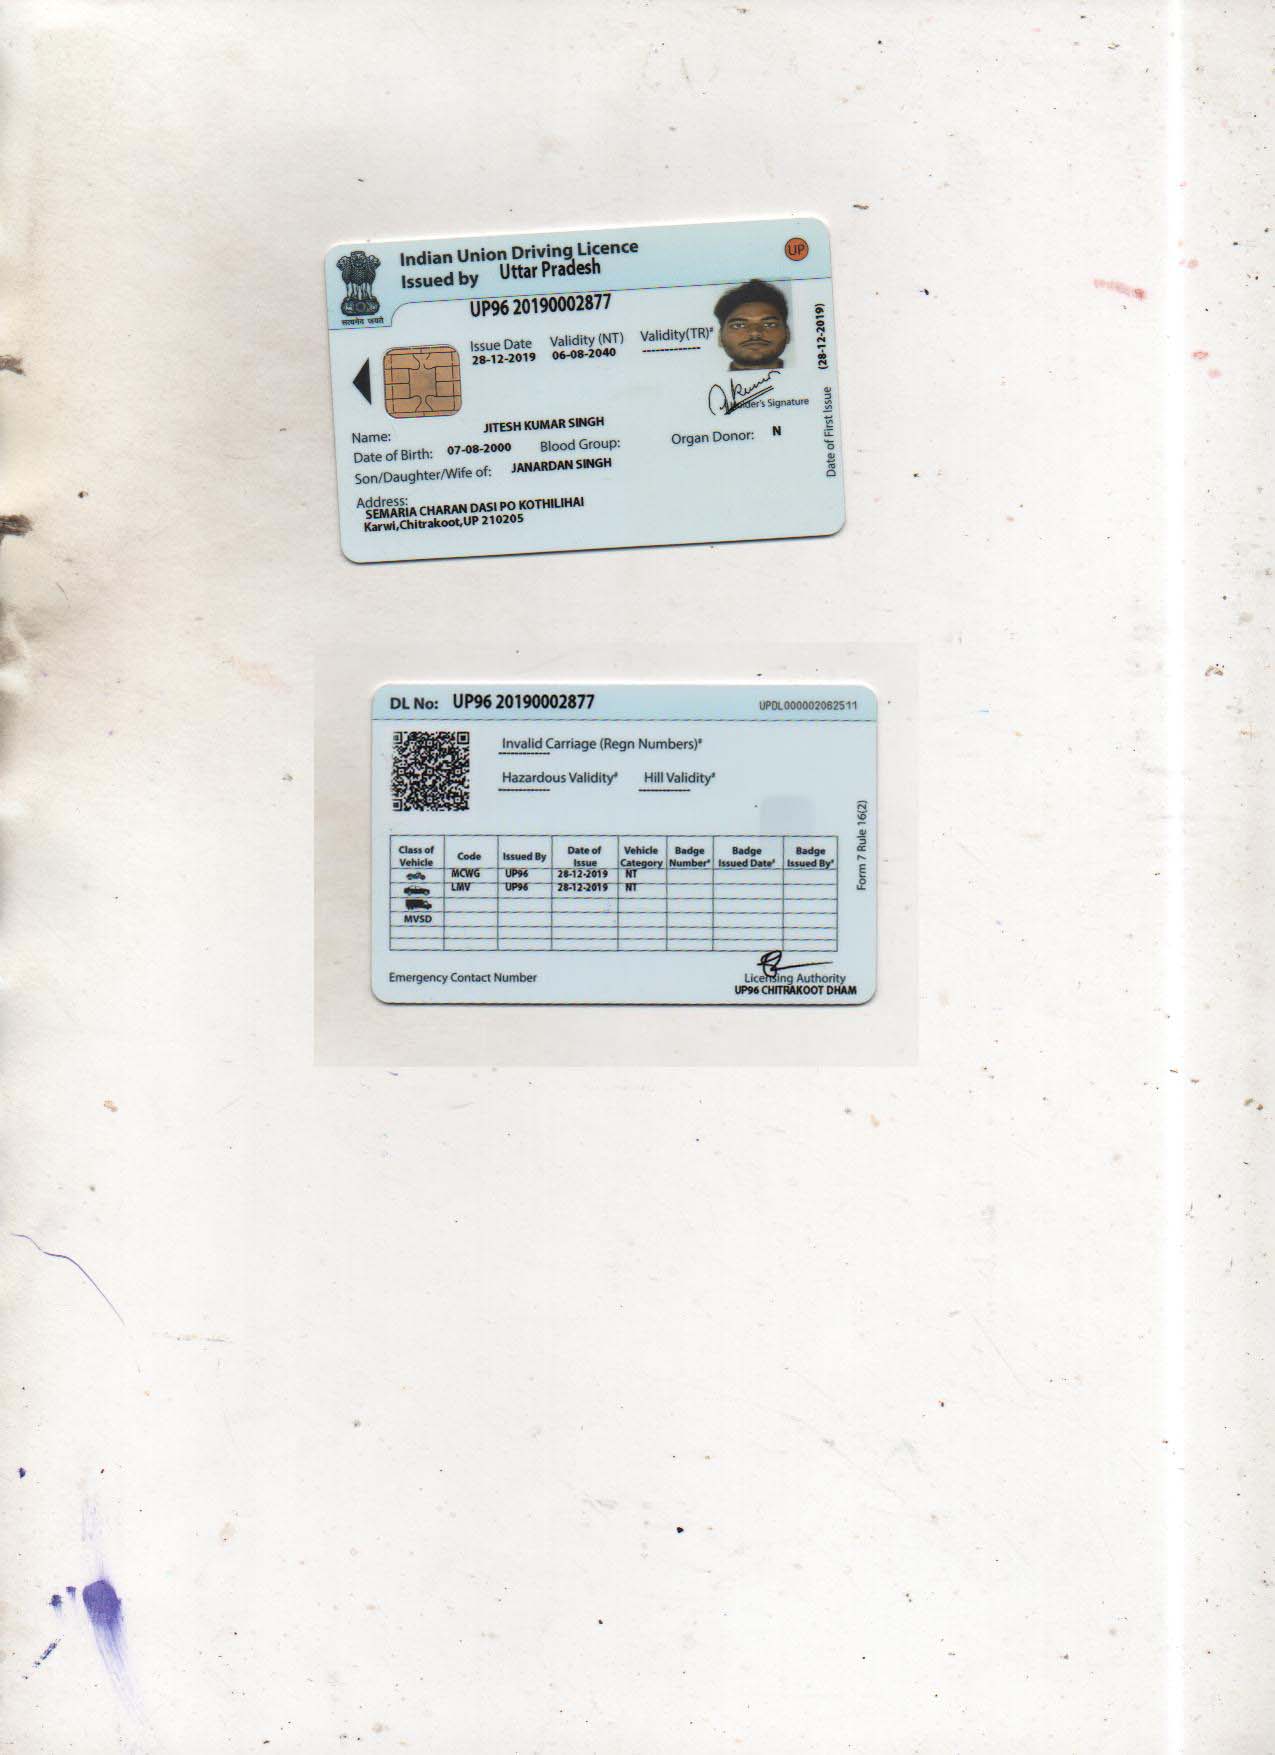 Indian Union Driving Licence
Issued by Uttar Pradesh
UP
सत्यमेव जयते
UP96 20190002877
Issue Date Validity (NT) Validity(TR)#
28-12-2019 06-08-2040 ------------
Holder's Signature
Date of First Issue (28-12-2019)
Name: JITESH KUMAR SINGH
Date of Birth: 07-08-2000 Blood Group: Organ Donor: N
Son/Daughter/Wife of: JANARDAN SINGH
Address:
SEMARIA CHARAN DASI PO KOTHILIHAI
Karwi,Chitrakoot,UP 210205
DL No: UP96 20190002877 UPDL000002062511
Invalid Carriage (Regn Numbers)#
Hazardous Validity# Hill Validity#
Form 7 Rule 16(2)
Class of Vehicle Code Issued By Date of Issue Vehicle Category Badge Number# Badge Issued Date# Badge Issued By#
MCWG UP96 28-12-2019 NT
LMV UP96 28-12-2019 NT
MVSD
Emergency Contact Number
Licensing Authority
UP96 CHITRAKOOT DHAM